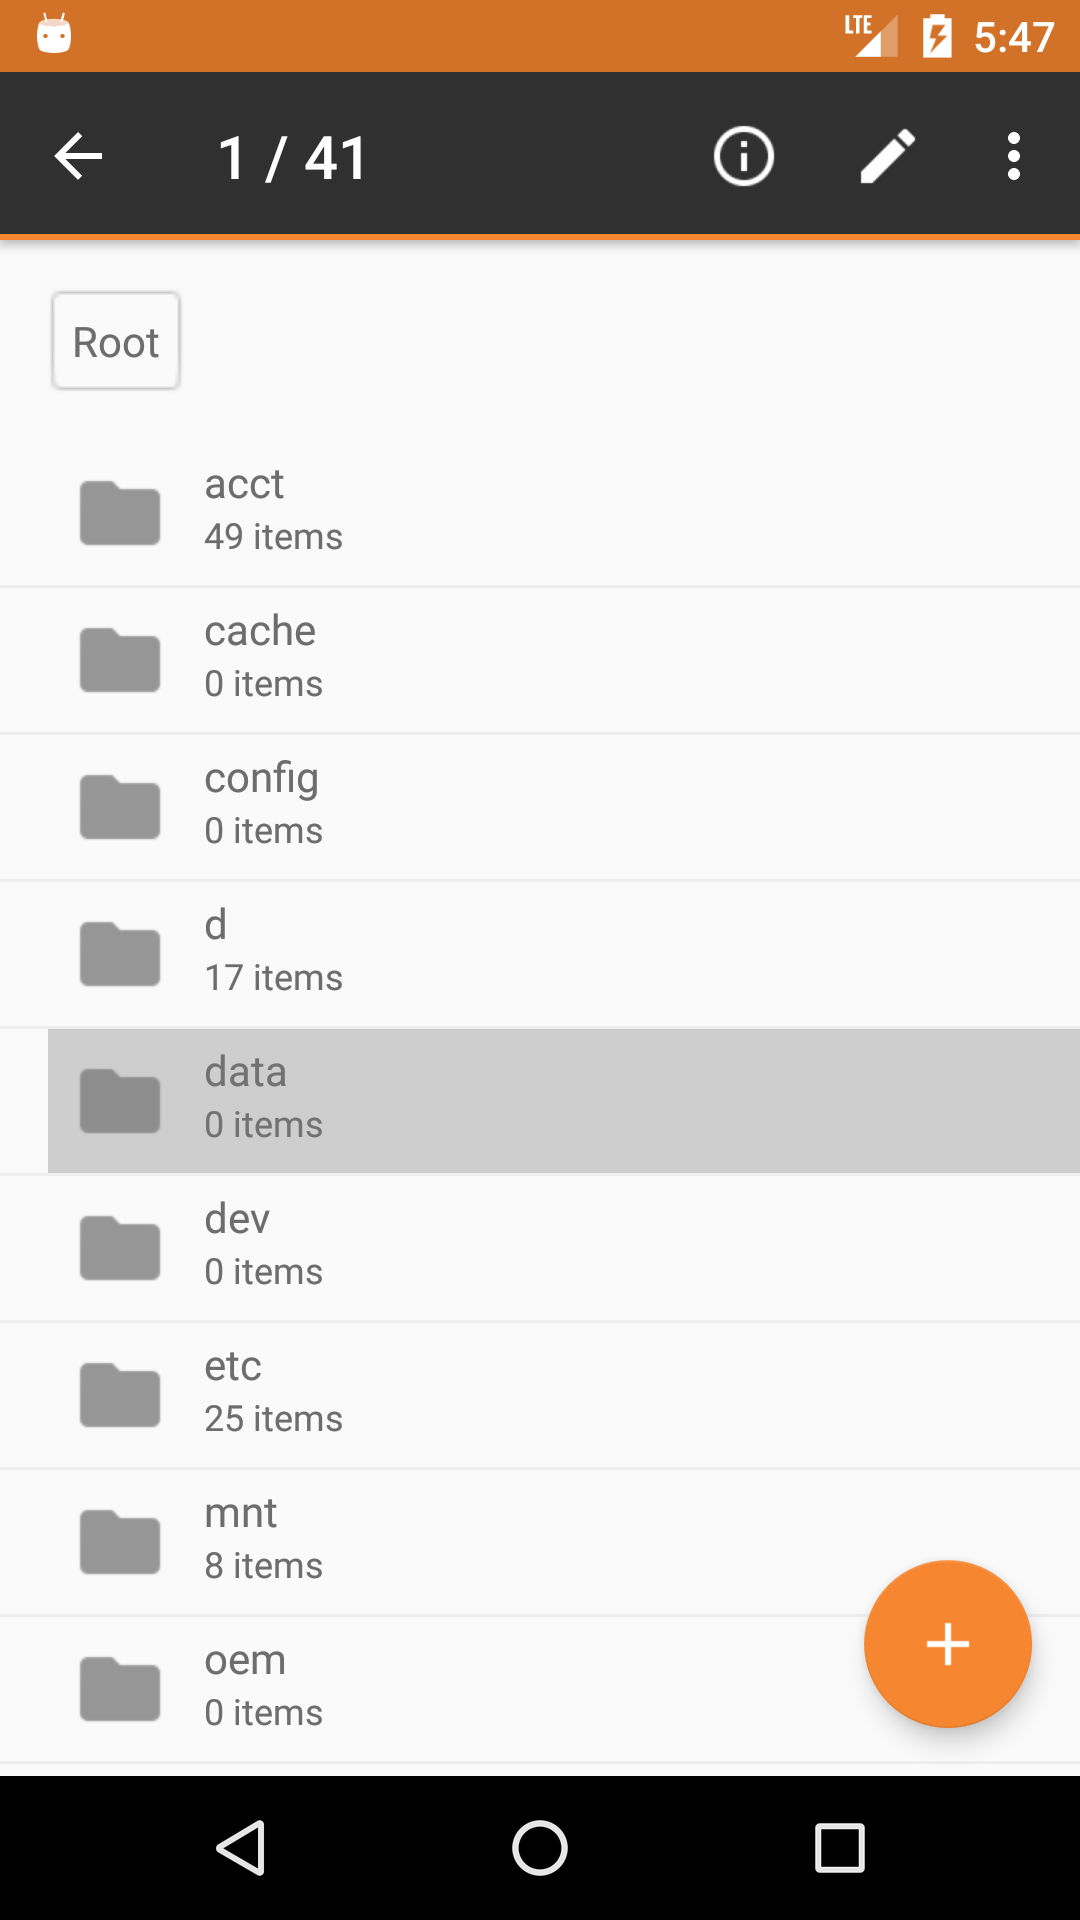 LTE 5:47
1 / 41
Root
acct
49 items
cache
0 items
config
0 items
d
17 items
data
0 items
dev
0 items
etc
25 items
mnt
8 items
oem
0 items